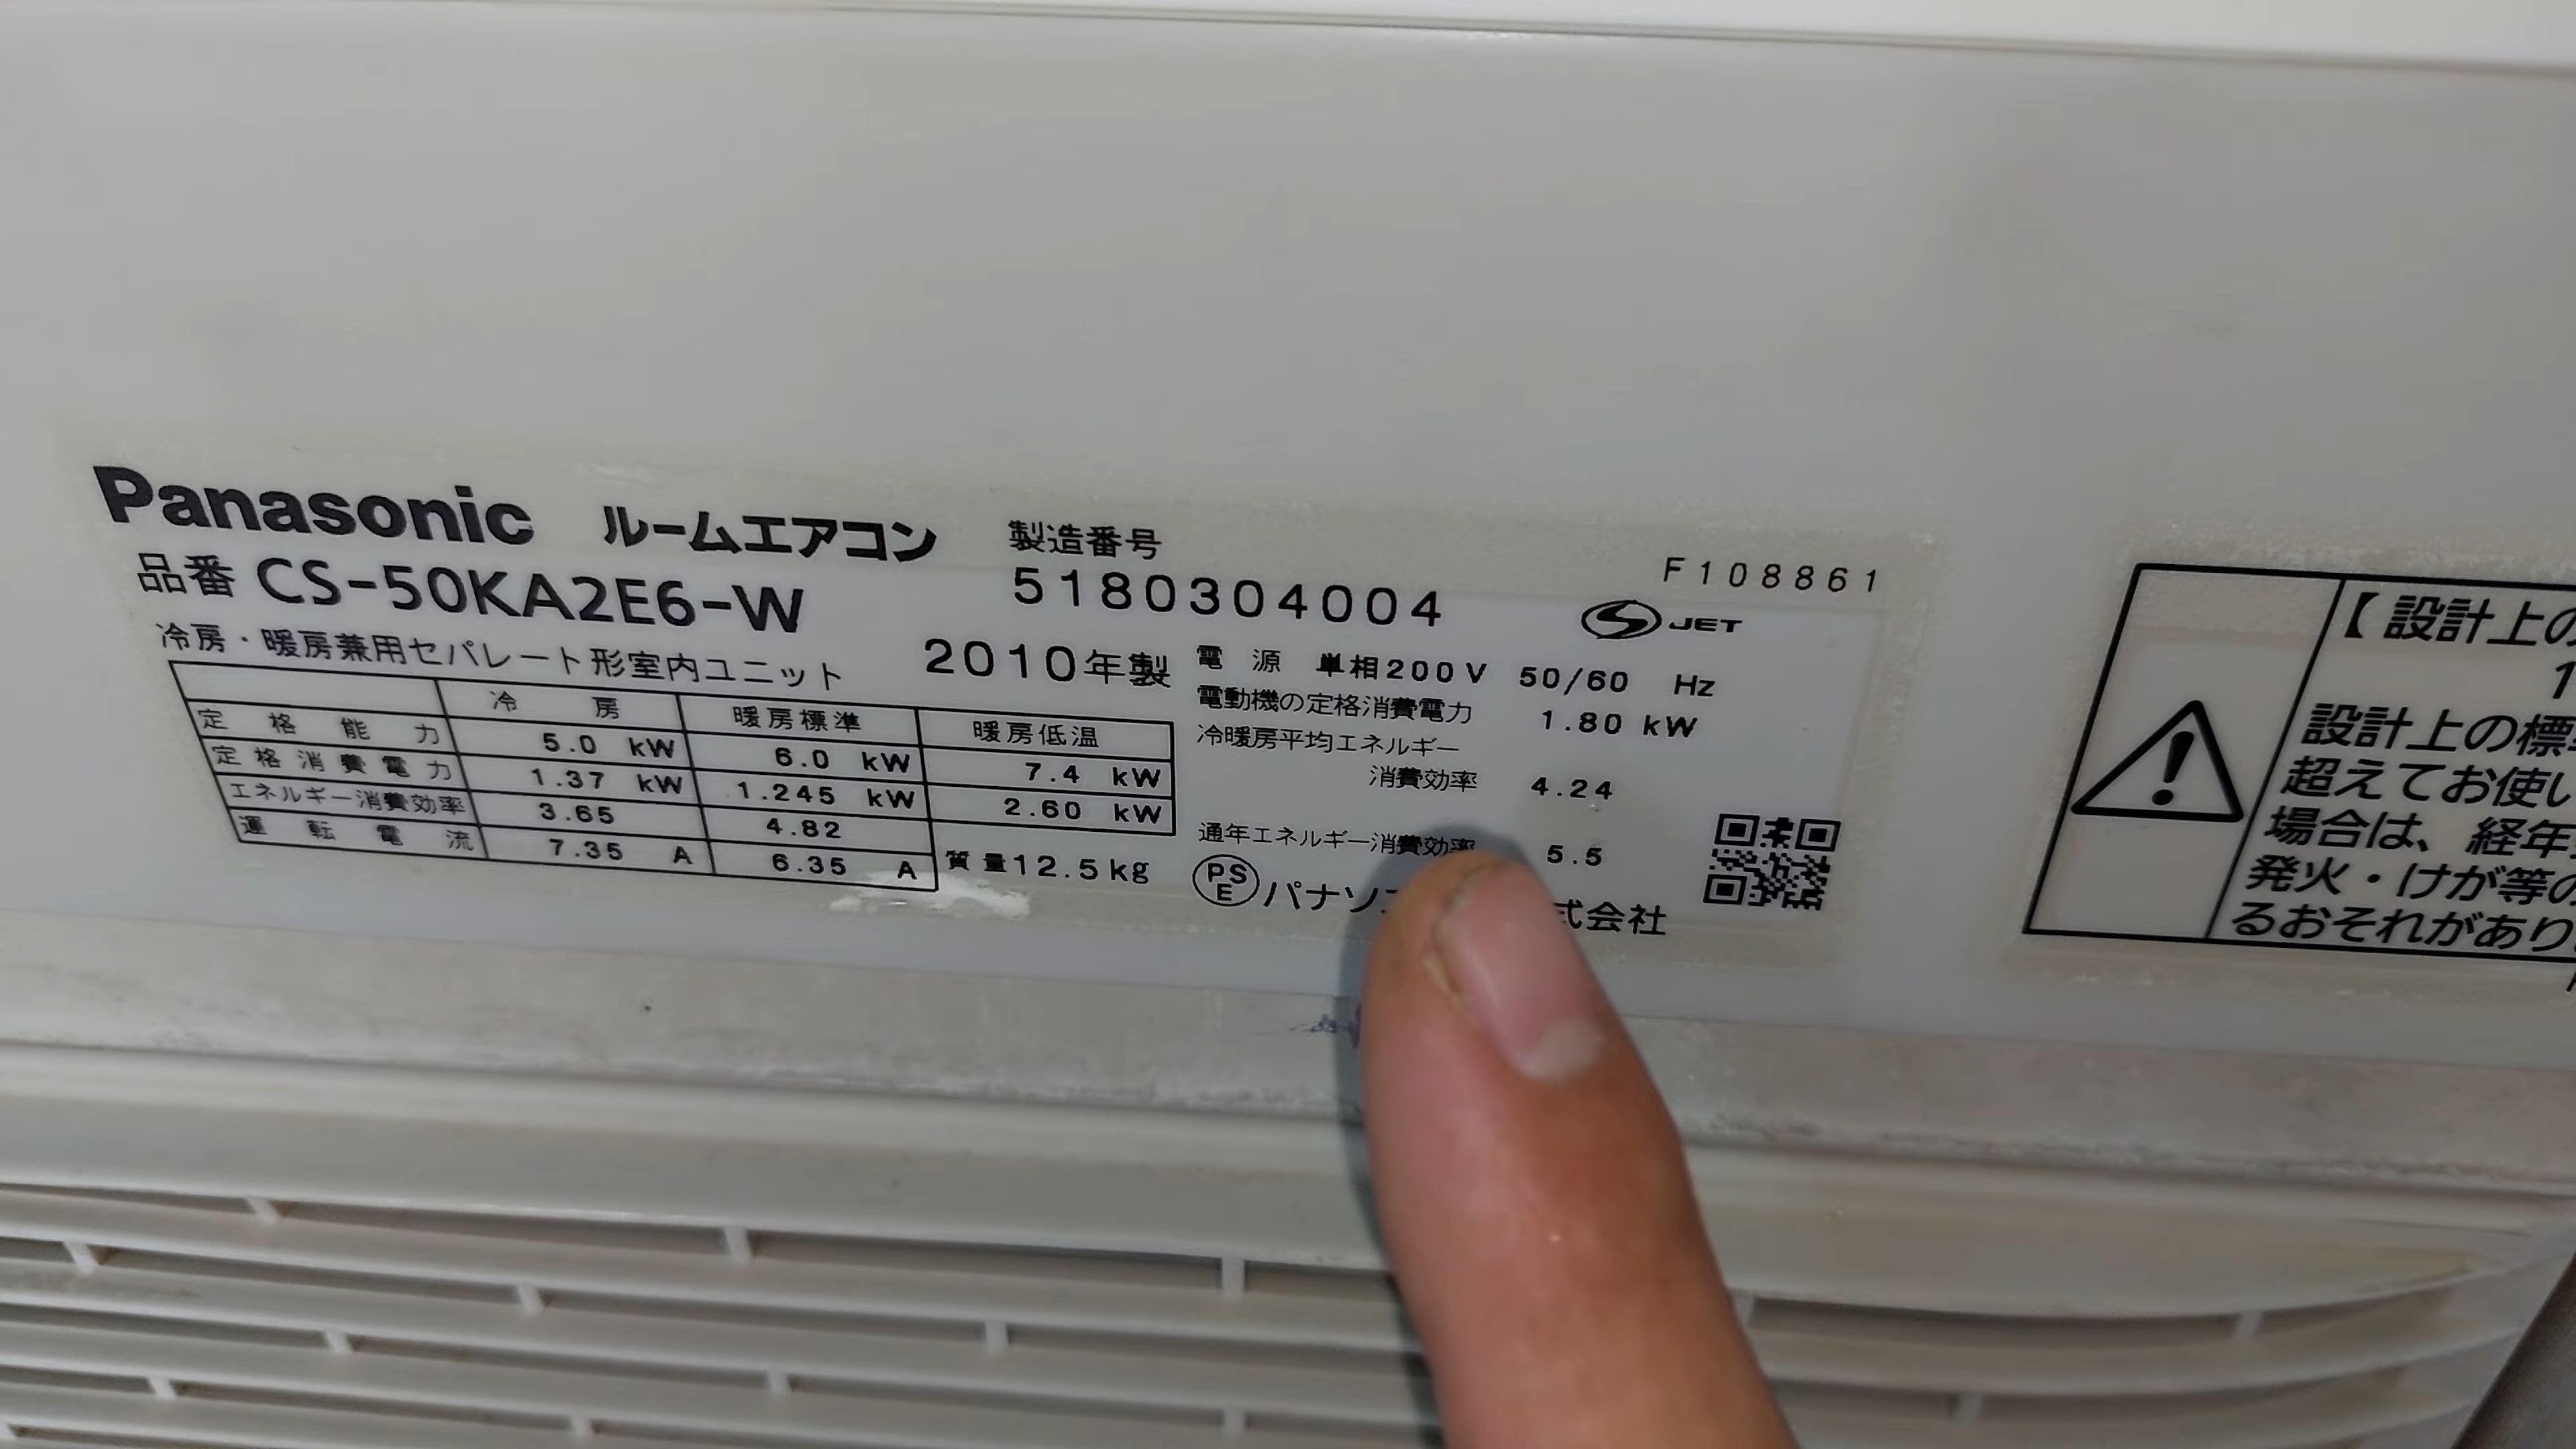 Panasonic ルームエアコン
品番 CS-50KA2E6-W
冷房・暖房兼用セパレート形室内ユニット
製造番号
5180304004
2010年製
F108861
JET
冷房 暖房標準 暖房低温
定格能力 5.0 kW 6.0 kW 7.4 kW
定格消費電力 1.37 kW 1.245 kW 2.60 kW
エネルギー消費効率 3.65 4.82
運転電流 7.35 A 6.35 A
質量12.5kg
電源 単相200V 50/60 Hz
電動機の定格消費電力 1.80 kW
冷暖房平均エネルギー
消費効率 4.24
通年エネルギー消費効率 5.5
PS
E
パナソ 式会社
【設計上の
1
設計上の標
超えてお使い
場合は、経年
発火・けが等の
るおそれがあり